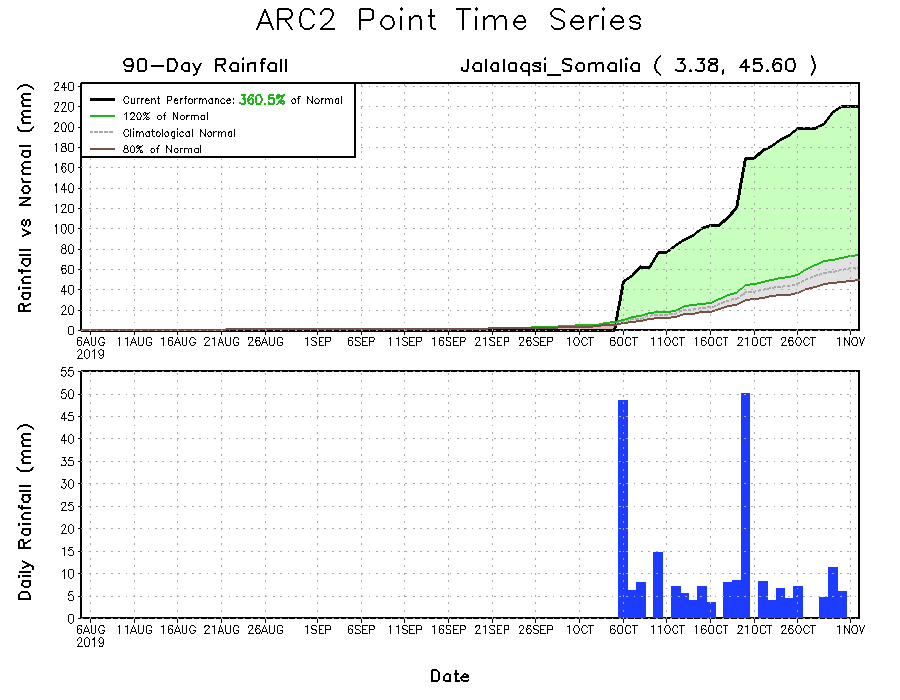 ARC2 Point Time Series
90-Day Rainfall Jalalaqsi_Somalia ( 3.38, 45.60 )
Rainfall vs Normal (mm)
Current Performance: 360.5% of Normal
120% of Normal
Climatological Normal
80% of Normal
240
220
200
180
160
140
120
100
80
60
40
20
0
6AUG 11AUG 16AUG 21AUG 26AUG 1SEP 6SEP 11SEP 16SEP 21SEP 26SEP 1OCT 6OCT 11OCT 16OCT 21OCT 26OCT 1NOV
2019
Daily Rainfall (mm)
55
50
45
40
35
30
25
20
15
10
5
0
6AUG 11AUG 16AUG 21AUG 26AUG 1SEP 6SEP 11SEP 16SEP 21SEP 26SEP 1OCT 6OCT 11OCT 16OCT 21OCT 26OCT 1NOV
2019
Date